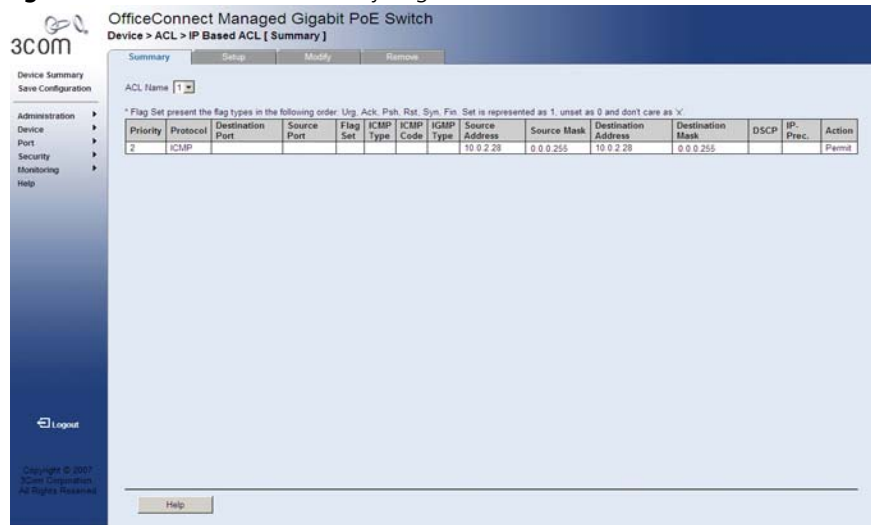 3COM
OfficeConnect Managed Gigabit PoE Switch
Device > ACL > IP Based ACL [ Summary ]
Summary Setup Modify Remove
Device Summary
Save Configuration
Administration
Device
Port
Security
Monitoring
Help
ACL Name 1
* Flag Set present the flag types in the following order: Urg, Ack, Psh, Rst, Syn, Fin. Set is represented as 1, unset as 0 and don't care as 'x'.
Priority Protocol Destination Port Source Port Flag Set ICMP Type ICMP Code IGMP Type Source Address Source Mask Destination Address Destination Mask DSCP IP-Prec. Action
2 ICMP 10.0.2.28 0.0.0.255 10.0.2.28 0.0.0.255 Permit
Logout
Copyright © 2007
3Com Corporation
All Rights Reserved
Help